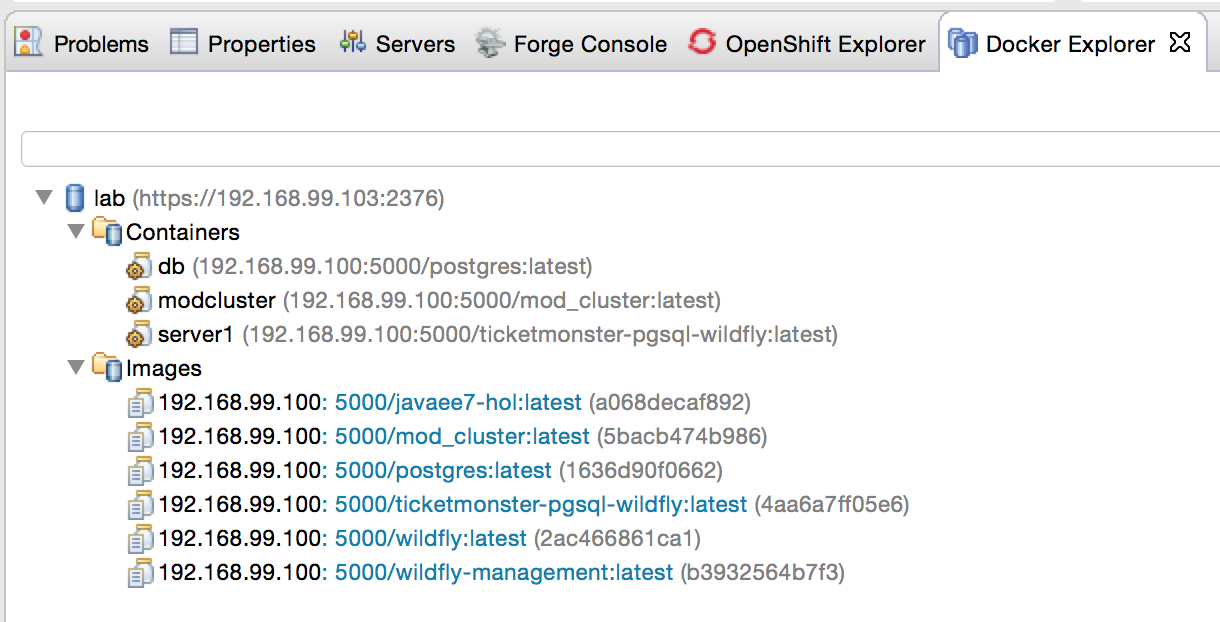 Problems Properties Servers Forge Console OpenShift Explorer Docker Explorer
lab (https://192.168.99.103:2376)
Containers
db (192.168.99.100:5000/postgres:latest)
modcluster (192.168.99.100:5000/mod_cluster:latest)
server1 (192.168.99.100:5000/ticketmonster-pgsql-wildfly:latest)
Images
192.168.99.100: 5000/javaee7-hol:latest (a068decaf892)
192.168.99.100: 5000/mod_cluster:latest (5bacb474b986)
192.168.99.100: 5000/postgres:latest (1636d90f0662)
192.168.99.100: 5000/ticketmonster-pgsql-wildfly:latest (4aa6a7ff05e6)
192.168.99.100: 5000/wildfly:latest (2ac466861ca1)
192.168.99.100: 5000/wildfly-management:latest (b3932564b7f3)